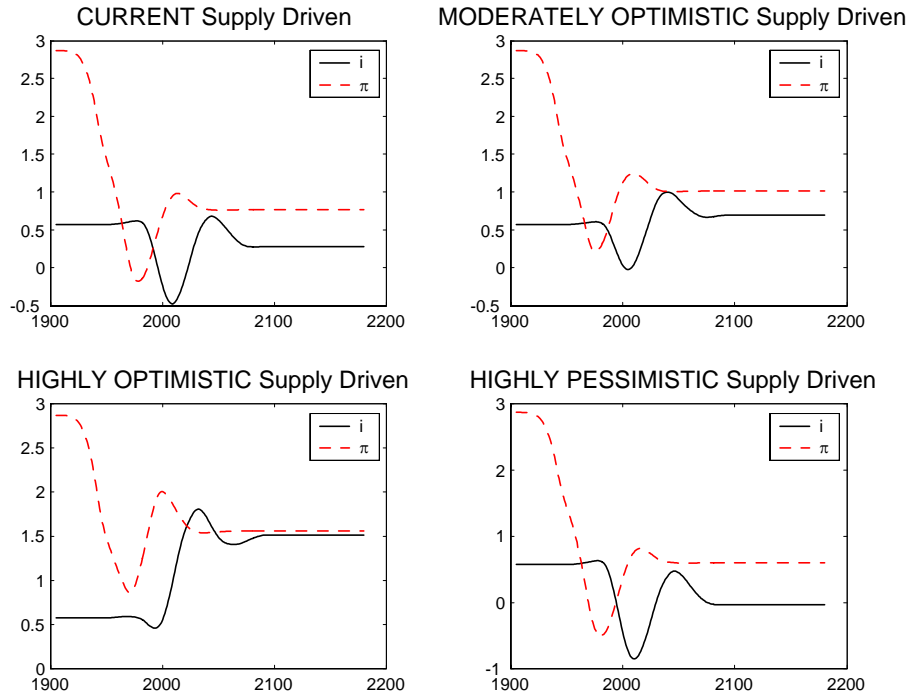 CURRENT Supply Driven
3
2.5
2
1.5
1
0.5
0
-0.5
1900 2000 2100 2200
i
π
MODERATELY OPTIMISTIC Supply Driven
3
2.5
2
1.5
1
0.5
0
-0.5
1900 2000 2100 2200
i
π
HIGHLY OPTIMISTIC Supply Driven
3
2.5
2
1.5
1
0.5
0
1900 2000 2100 2200
i
π
HIGHLY PESSIMISTIC Supply Driven
3
2
1
0
-1
1900 2000 2100 2200
i
π